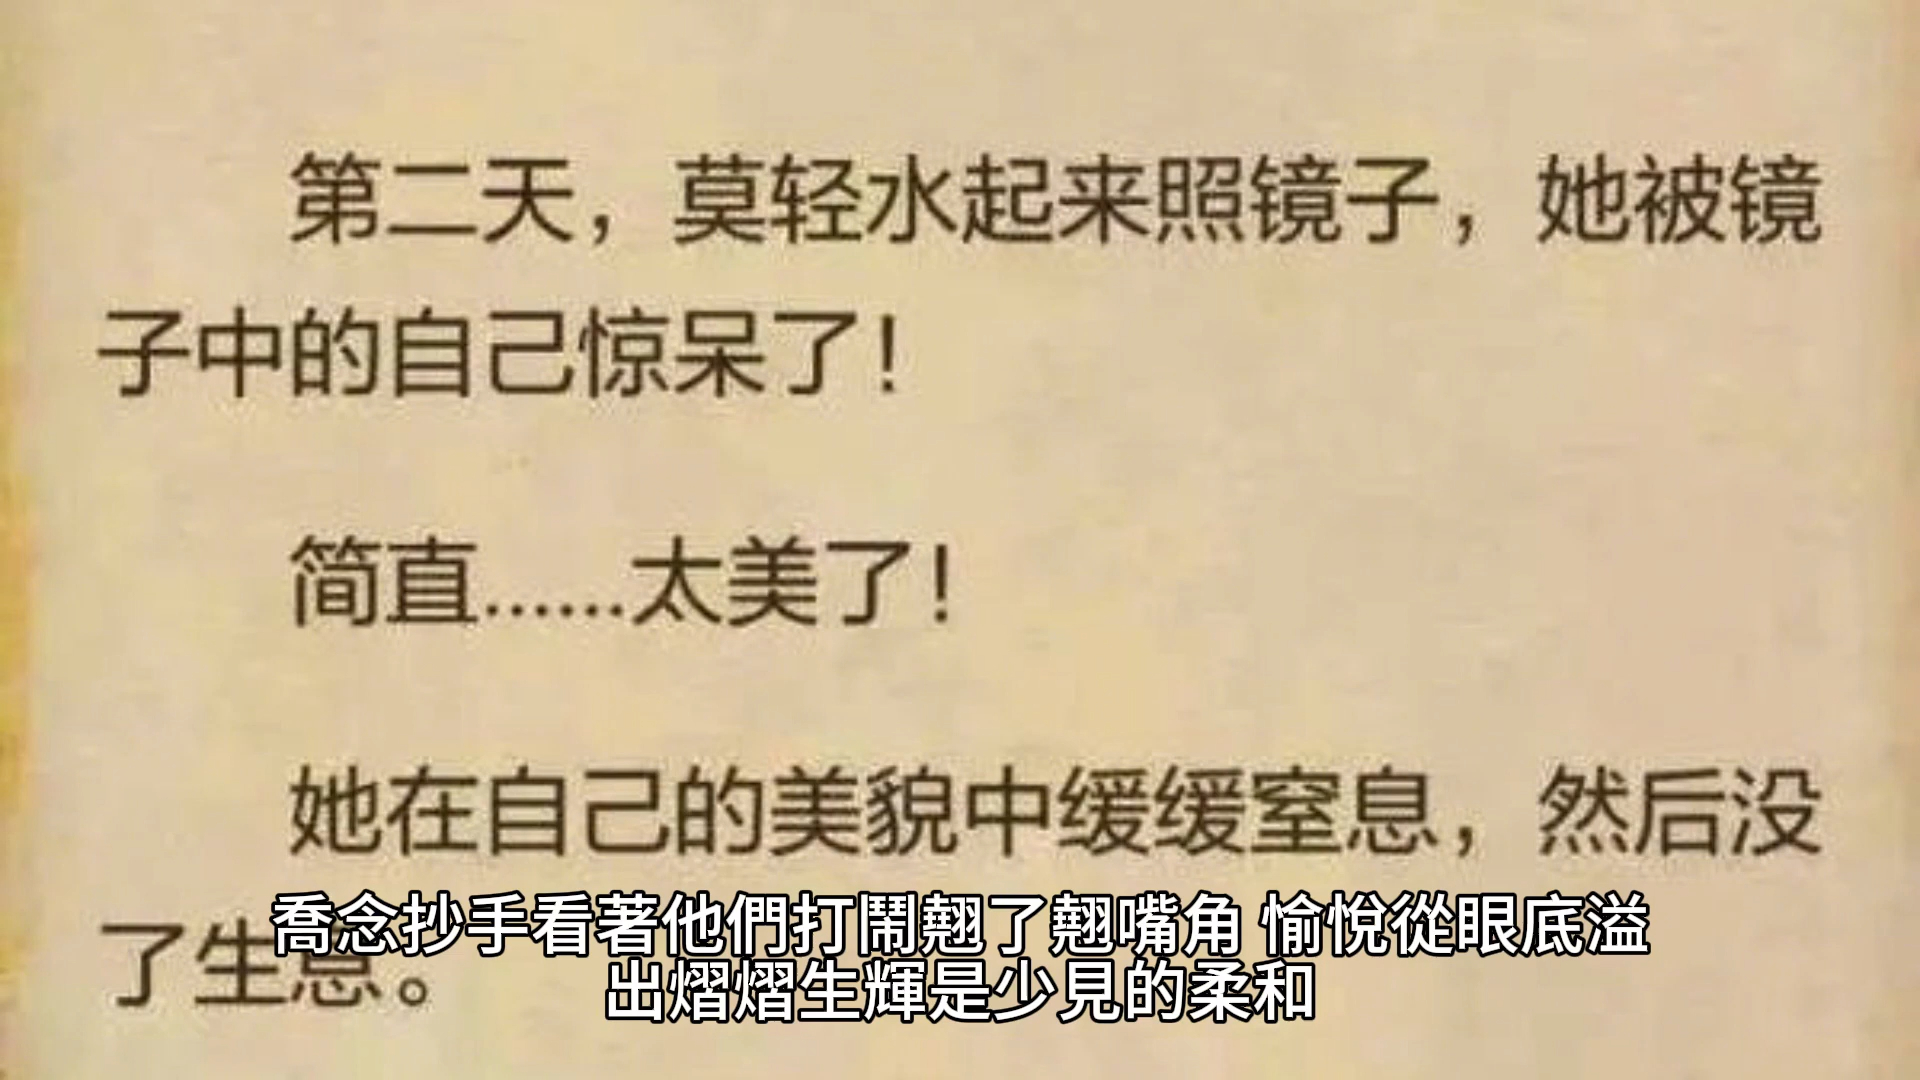 第二天，莫轻水起来照镜子，她被镜
子中的自己惊呆了！
简直......太美了！
她在自己的美貌中缓缓窒息，然后没
了生息。
喬念抄手看著他們打鬧翹了翹嘴角 愉悅從眼底溢
出熠熠生輝是少見的柔和